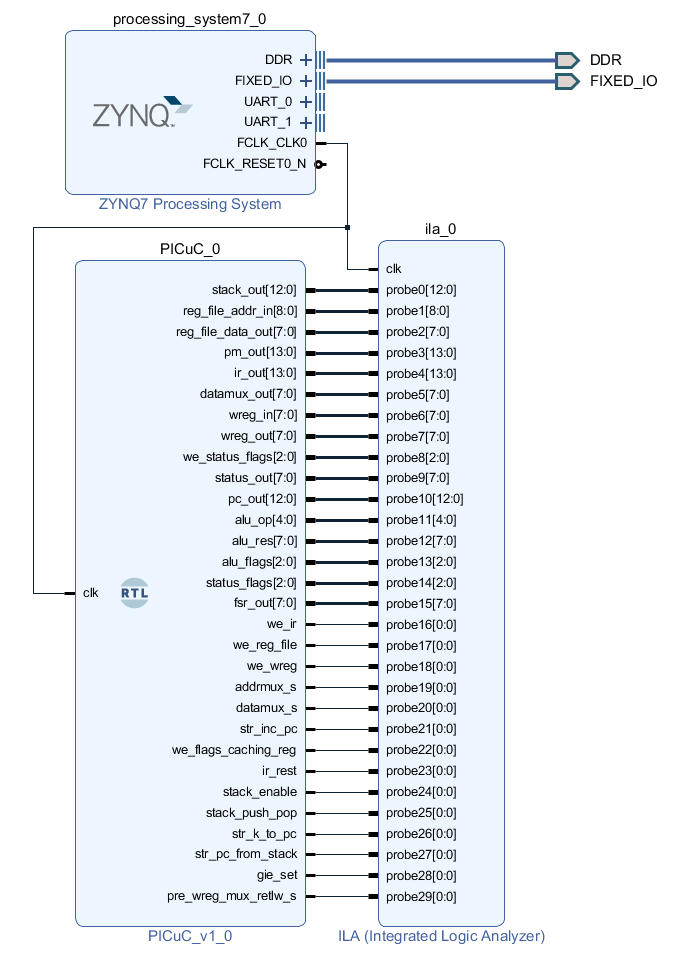 processing_system7_0
DDR
FIXED_IO
UART_0
UART_1
FCLK_CLK0
FCLK_RESET0_N
ZYNQ
ZYNQ7 Processing System
DDR
FIXED_IO
PICuC_0
stack_out[12:0]
reg_file_addr_in[8:0]
reg_file_data_out[7:0]
pm_out[13:0]
ir_out[13:0]
datamux_out[7:0]
wreg_in[7:0]
wreg_out[7:0]
we_status_flags[2:0]
status_out[7:0]
pc_out[12:0]
alu_op[4:0]
alu_res[7:0]
alu_flags[2:0]
status_flags[2:0]
fsr_out[7:0]
we_ir
we_reg_file
we_wreg
addrmux_s
datamux_s
str_inc_pc
we_flags_caching_reg
ir_rest
stack_enable
stack_push_pop
str_k_to_pc
str_pc_from_stack
gie_set
pre_wreg_mux_retlw_s
clk
RTL
PICuC_v1_0
ila_0
clk
probe0[12:0]
probe1[8:0]
probe2[7:0]
probe3[13:0]
probe4[13:0]
probe5[7:0]
probe6[7:0]
probe7[7:0]
probe8[2:0]
probe9[7:0]
probe10[12:0]
probe11[4:0]
probe12[7:0]
probe13[2:0]
probe14[2:0]
probe15[7:0]
probe16[0:0]
probe17[0:0]
probe18[0:0]
probe19[0:0]
probe20[0:0]
probe21[0:0]
probe22[0:0]
probe23[0:0]
probe24[0:0]
probe25[0:0]
probe26[0:0]
probe27[0:0]
probe28[0:0]
probe29[0:0]
ILA (Integrated Logic Analyzer)